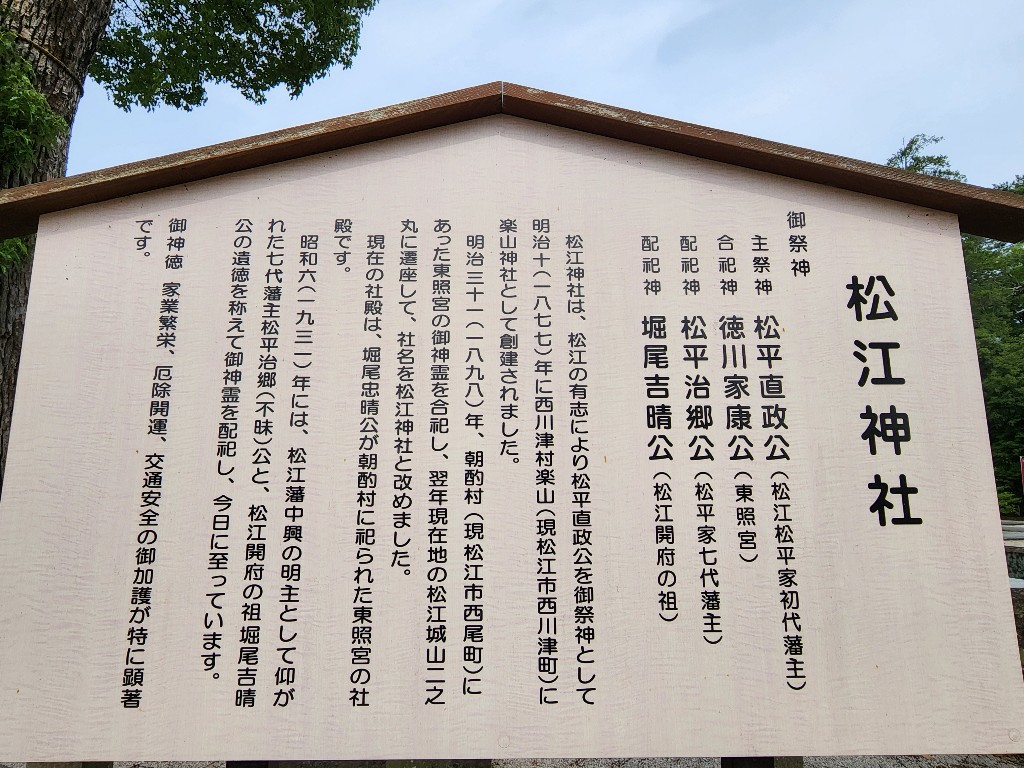 松江神社
御祭神
主祭神 松平直政公(松江松平家初代藩主)
合祀神 徳川家康公(東照宮)
配祀神 松平治郷公(松平家七代藩主)
配祀神 堀尾吉晴公(松江開府の祖)
松江神社は、松江の有志により松平直政公を御祭神として
明治十(一八七七)年に西川津村楽山(現松江市西川津町)に
楽山神社として創建されました。
明治三十一(一八九八)年、朝酌村(現松江市西尾町)に
あった東照宮の御神霊を合祀し、翌年現在地の松江城山二之
丸に遷座して、社名を松江神社と改めました。
現在の社殿は、堀尾忠晴公が朝酌村に祀られた東照宮の社
殿です。
昭和六(一九三一)年には、松江藩中興の明主として仰が
れた七代藩主松平治郷(不昧)公と、松江開府の祖堀尾吉晴
公の遺徳を称えて御神霊を配祀し、今日に至っています。
御神徳 家業繁栄、厄除開運、交通安全の御加護が特に顕著
です。